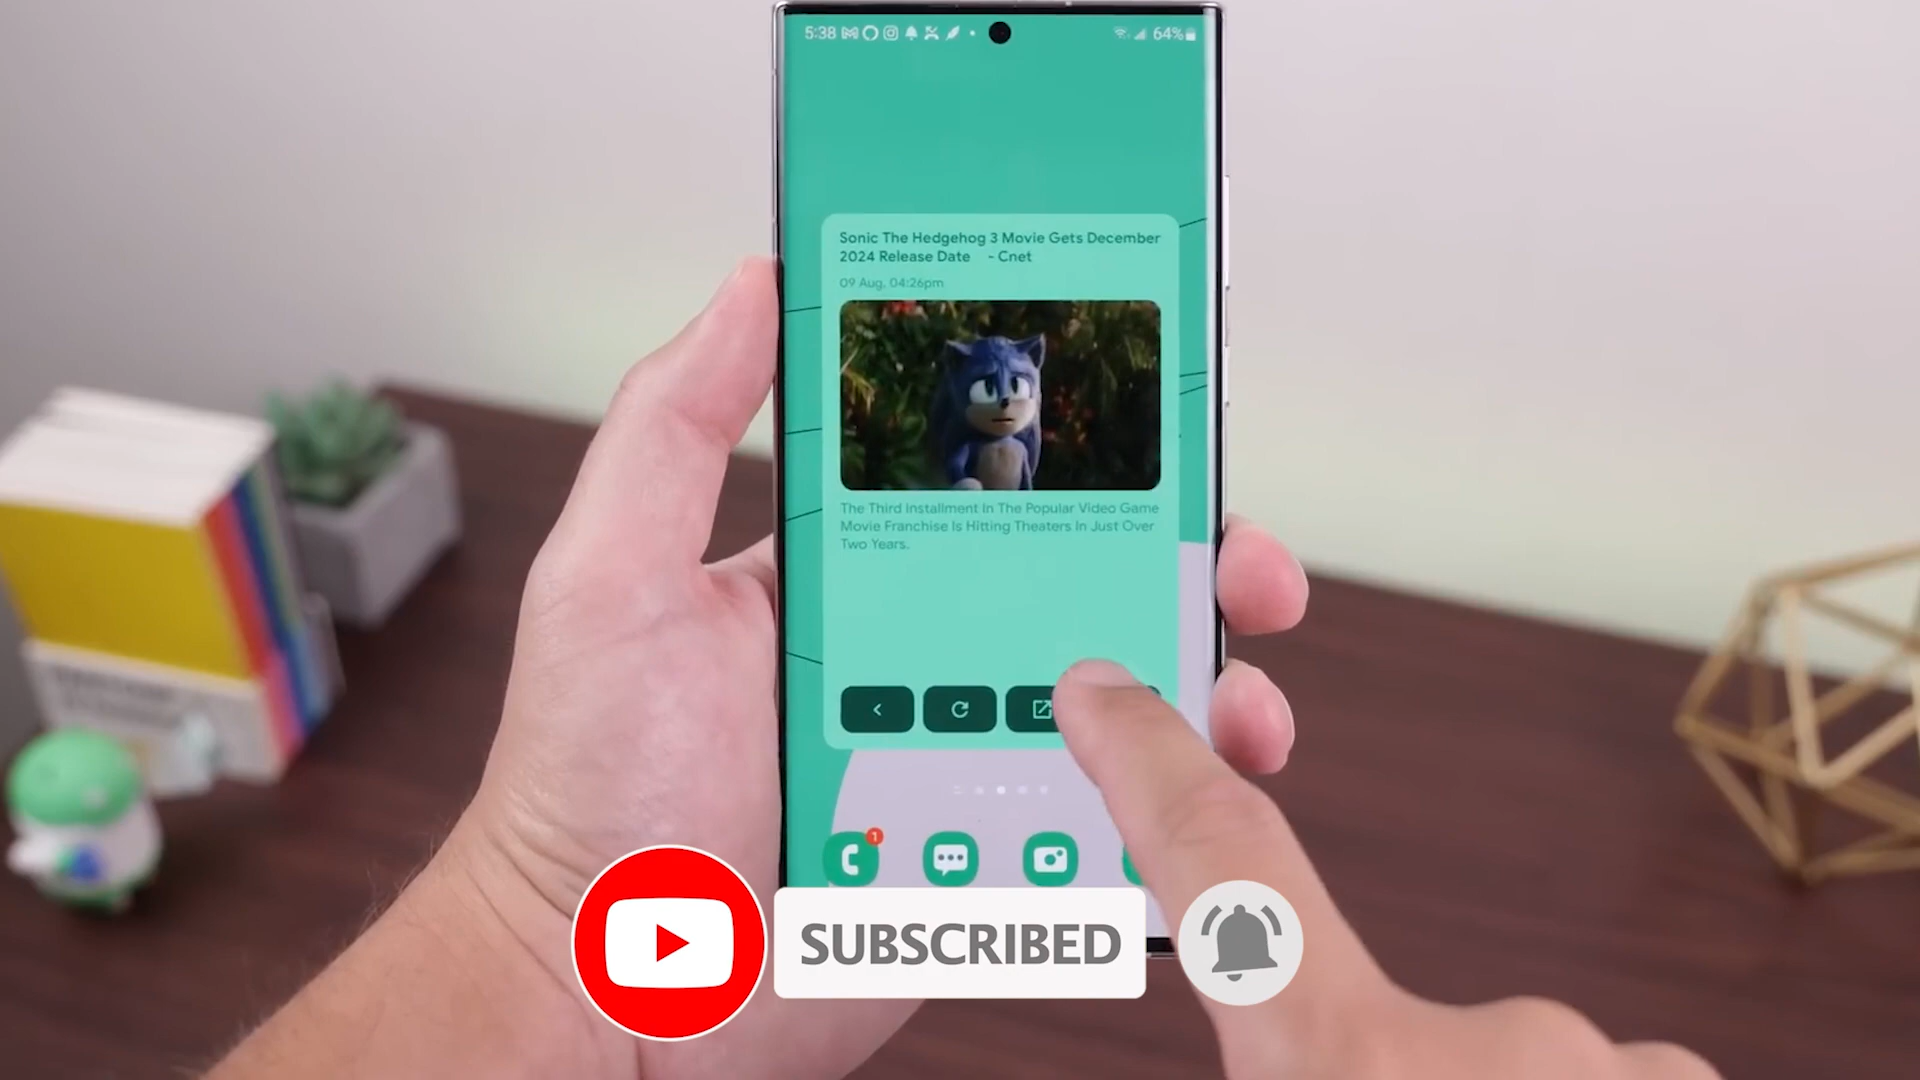 5:38
64%
Sonic The Hedgehog 3 Movie Gets December
2024 Release Date - Cnet
09 Aug, 04:26pm
The Third Installment In The Popular Video Game
Movie Franchise Is Hitting Theaters In Just Over
Two Years.
1
SUBSCRIBED